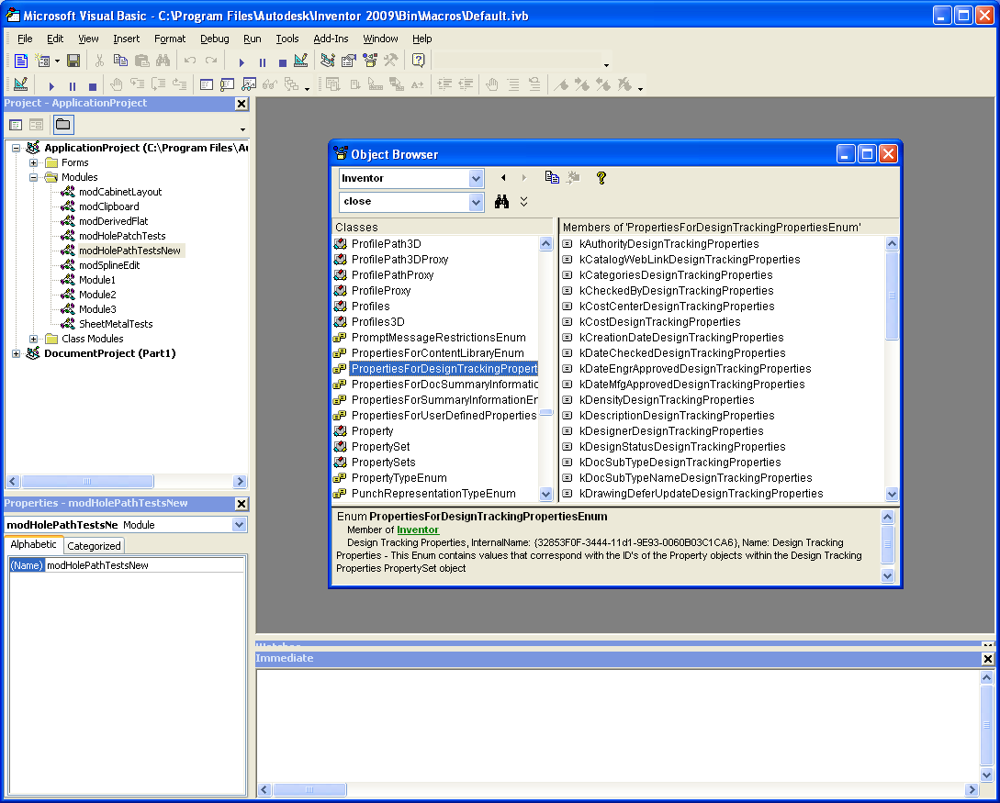 Microsoft Visual Basic - C:\Program Files\Autodesk\Inventor 2009\Bin\Macros\Default.ivb
File Edit View Insert Format Debug Run Tools Add-Ins Window Help
Project - ApplicationProject
ApplicationProject (C:\Program Files\Au
Forms
Modules
modCabinetLayout
modClipboard
modDerivedFlat
modHolePatchTests
modHolePathTestsNew
modSplineEdit
Module1
Module2
Module3
SheetMetalTests
Class Modules
DocumentProject (Part1)
Properties - modHolePathTestsNew
modHolePathTestsNe Module
Alphabetic Categorized
(Name) modHolePathTestsNew
Object Browser
Inventor
close
Classes
ProfilePath3D
ProfilePath3DProxy
ProfilePathProxy
ProfileProxy
Profiles
Profiles3D
PromptMessageRestrictionsEnum
PropertiesForContentLibraryEnum
PropertiesForDesignTrackingPropert
PropertiesForDocSummaryInformatic
PropertiesForSummaryInformationEr
PropertiesForUserDefinedProperties
Property
PropertySet
PropertySets
PropertyTypeEnum
PunchRepresentationTypeEnum
Members of 'PropertiesForDesignTrackingPropertiesEnum'
kAuthorityDesignTrackingProperties
kCatalogWebLinkDesignTrackingProperties
kCategoriesDesignTrackingProperties
kCheckedByDesignTrackingProperties
kCostCenterDesignTrackingProperties
kCostDesignTrackingProperties
kCreationDateDesignTrackingProperties
kDateCheckedDesignTrackingProperties
kDateEngrApprovedDesignTrackingProperties
kDateMfgApprovedDesignTrackingProperties
kDensityDesignTrackingProperties
kDescriptionDesignTrackingProperties
kDesignerDesignTrackingProperties
kDesignStatusDesignTrackingProperties
kDocSubTypeDesignTrackingProperties
kDocSubTypeNameDesignTrackingProperties
kDrawingDeferUpdateDesignTrackingProperties
Enum PropertiesForDesignTrackingPropertiesEnum
Member of Inventor
Design Tracking Properties, InternalName: {32853F0F-3444-11d1-9E93-0060B03C1CA6}, Name: Design Tracking
Properties - This Enum contains values that correspond with the ID's of the Property objects within the Design Tracking
Properties PropertySet object
Watches
Immediate